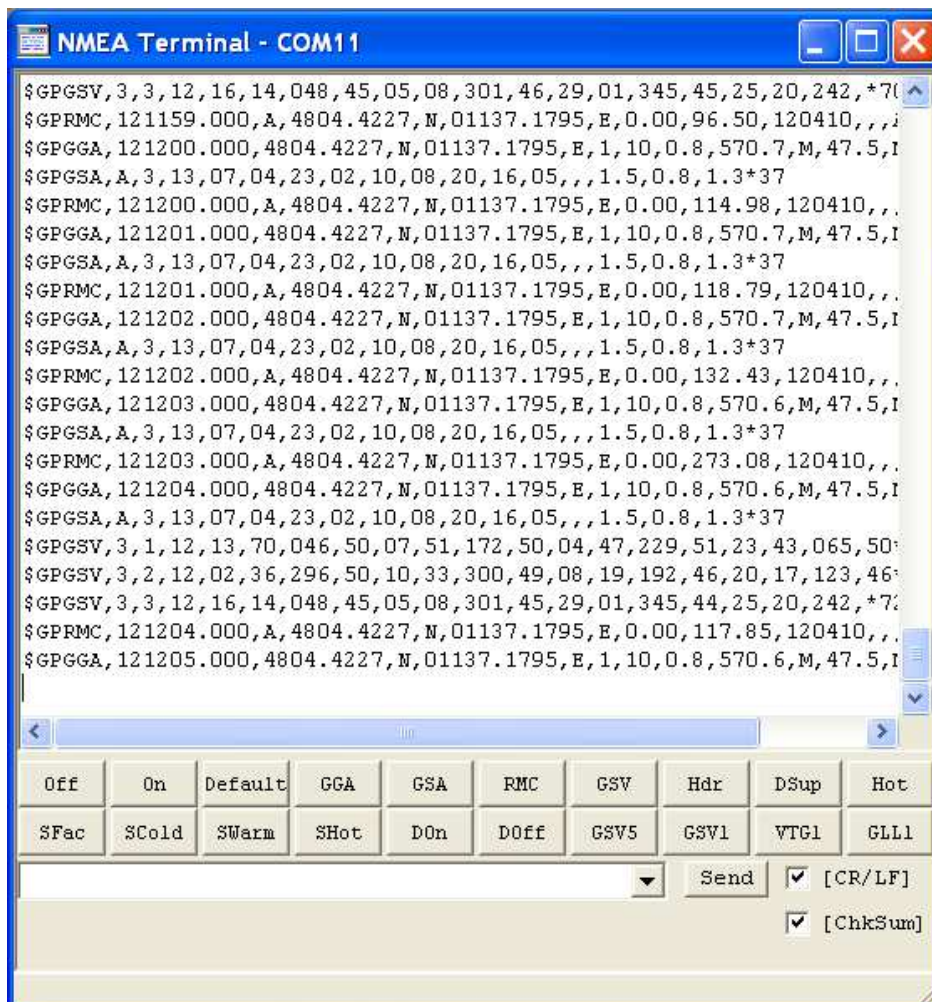 NMEA Terminal - COM11
$GPGSV,3,3,12,16,14,048,45,05,08,301,46,29,01,345,45,25,20,242,*70
$GPRMC,121159.000,A,4804.4227,N,01137.1795,E,0.00,96.50,120410,,,
$GPGGA,121200.000,4804.4227,N,01137.1795,E,1,10,0.8,570.7,M,47.5,
$GPGSA,A,3,13,07,04,23,02,10,08,20,16,05,,,1.5,0.8,1.3*37
$GPRMC,121200.000,A,4804.4227,N,01137.1795,E,0.00,114.98,120410,,,
$GPGGA,121201.000,4804.4227,N,01137.1795,E,1,10,0.8,570.7,M,47.5,
$GPGSA,A,3,13,07,04,23,02,10,08,20,16,05,,,1.5,0.8,1.3*37
$GPRMC,121201.000,A,4804.4227,N,01137.1795,E,0.00,118.79,120410,,,
$GPGGA,121202.000,4804.4227,N,01137.1795,E,1,10,0.8,570.7,M,47.5,
$GPGSA,A,3,13,07,04,23,02,10,08,20,16,05,,,1.5,0.8,1.3*37
$GPRMC,121202.000,A,4804.4227,N,01137.1795,E,0.00,132.43,120410,,,
$GPGGA,121203.000,4804.4227,N,01137.1795,E,1,10,0.8,570.6,M,47.5,
$GPGSA,A,3,13,07,04,23,02,10,08,20,16,05,,,1.5,0.8,1.3*37
$GPRMC,121203.000,A,4804.4227,N,01137.1795,E,0.00,273.08,120410,,,
$GPGGA,121204.000,4804.4227,N,01137.1795,E,1,10,0.8,570.6,M,47.5,
$GPGSA,A,3,13,07,04,23,02,10,08,20,16,05,,,1.5,0.8,1.3*37
$GPGSV,3,1,12,13,70,046,50,07,51,172,50,04,47,229,51,23,43,065,50*
$GPGSV,3,2,12,02,36,296,50,10,33,300,49,08,19,192,46,20,17,123,46*
$GPGSV,3,3,12,16,14,048,45,05,08,301,45,29,01,345,44,25,20,242,*72
$GPRMC,121204.000,A,4804.4227,N,01137.1795,E,0.00,117.85,120410,,,
$GPGGA,121205.000,4804.4227,N,01137.1795,E,1,10,0.8,570.6,M,47.5,
Off On Default GGA GSA RMC GSV Hdr DSup Hot
SFac SCold SWarm SHot DOn DOff GSV5 GSV1 VTG1 GLL1
Send [CR/LF]
[ChkSum]